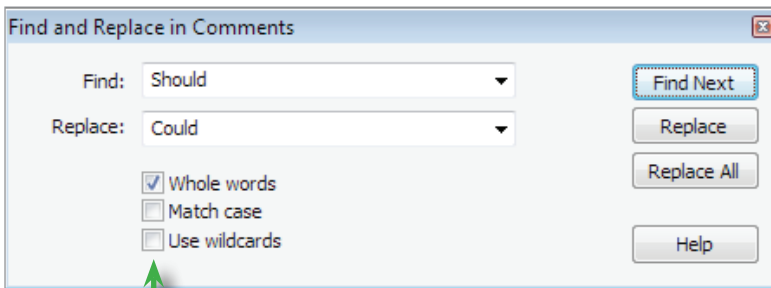 Find and Replace in Comments
Find: Should Find Next
Replace: Could Replace
Replace All
Whole words
Match case
Use wildcards Help